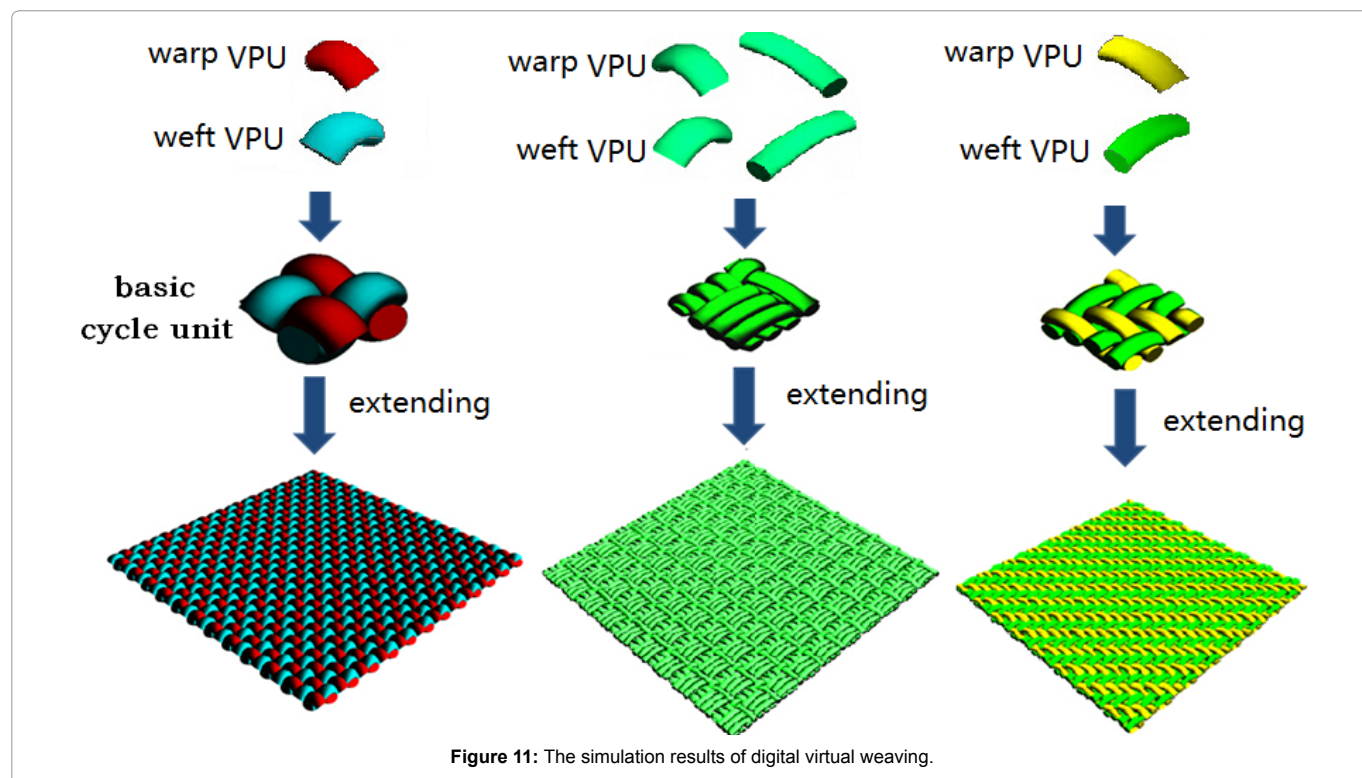 warp VPU
weft VPU
warp VPU
weft VPU
warp VPU
weft VPU
basic
cycle unit
extending
extending
extending
Figure 11: The simulation results of digital virtual weaving.